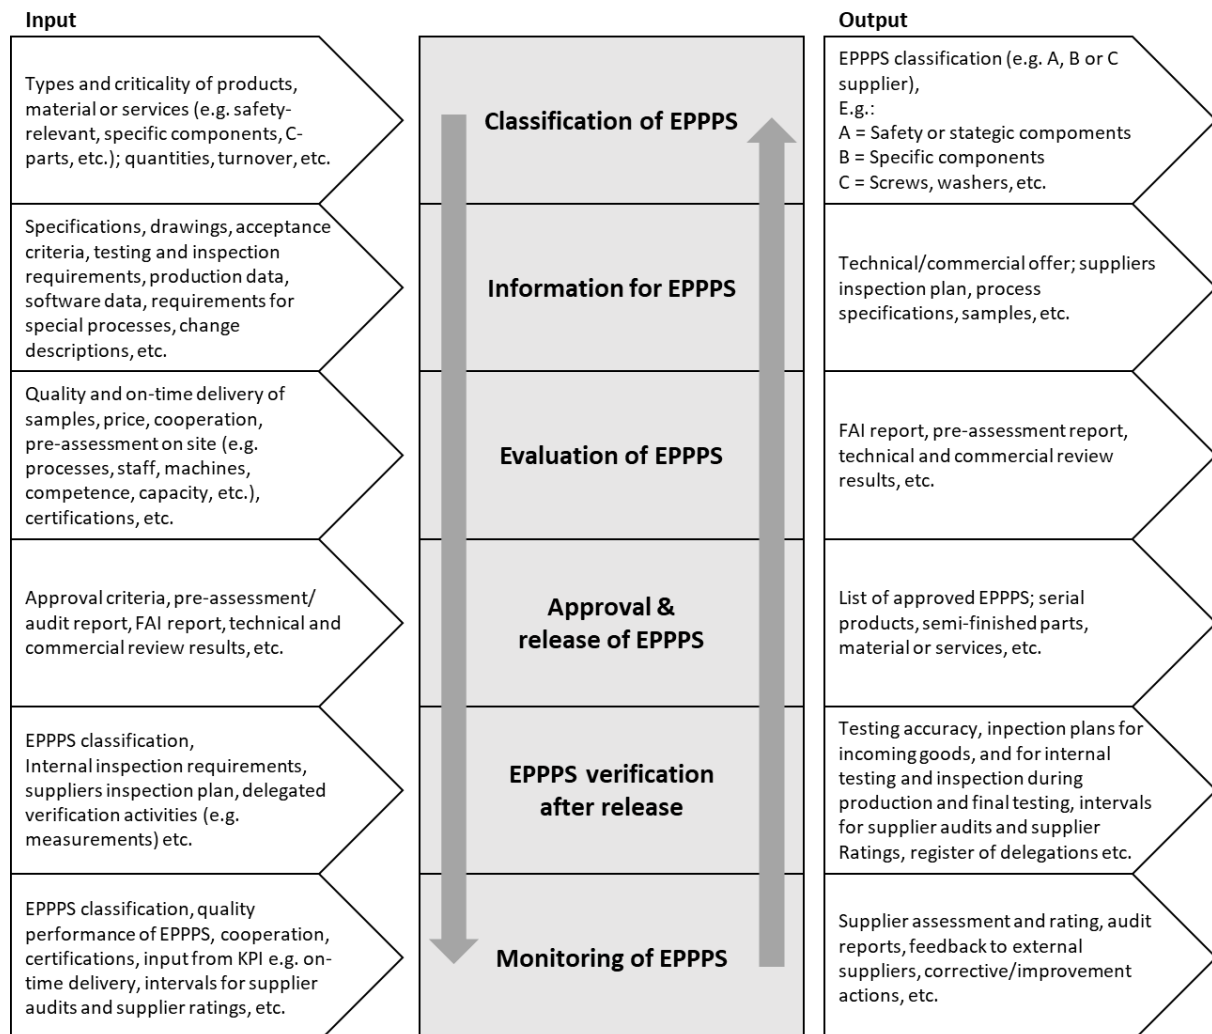 Input
Output
Types and criticality of products,
material or services (e.g. safety-
relevant, specific components, C-
parts, etc.); quantities, turnover, etc.
Classification of EPPPS
EPPPS classification (e.g. A, B or C
supplier),
E.g.:
A = Safety or stategic compoments
B = Specific components
C = Screws, washers, etc.
Specifications, drawings, acceptance
criteria, testing and inspection
requirements, production data,
software data, requirements for
special processes, change
descriptions, etc.
Information for EPPPS
Technical/commercial offer; suppliers
inspection plan, process
specifications, samples, etc.
Quality and on-time delivery of
samples, price, cooperation,
pre-assessment on site (e.g.
processes, staff, machines,
competence, capacity, etc.),
certifications, etc.
Evaluation of EPPPS
FAI report, pre-assessment report,
technical and commercial review
results, etc.
Approval criteria, pre-assessment/
audit report, FAI report, technical and
commercial review results, etc.
Approval &
release of EPPPS
List of approved EPPPS; serial
products, semi-finished parts,
material or services, etc.
EPPPS classification,
Internal inspection requirements,
suppliers inspection plan, delegated
verification activities (e.g.
measurements) etc.
EPPPS verification
after release
Testing accuracy, inpection plans for
incoming goods, and for internal
testing and inspection during
production and final testing, intervals
for supplier audits and supplier
Ratings, register of delegations etc.
EPPPS classification, quality
performance of EPPPS, cooperation,
certifications, input from KPI e.g. on-
time delivery, intervals for supplier
audits and supplier ratings, etc.
Monitoring of EPPPS
Supplier assessment and rating, audit
reports, feedback to external
suppliers, corrective/improvement
actions, etc.